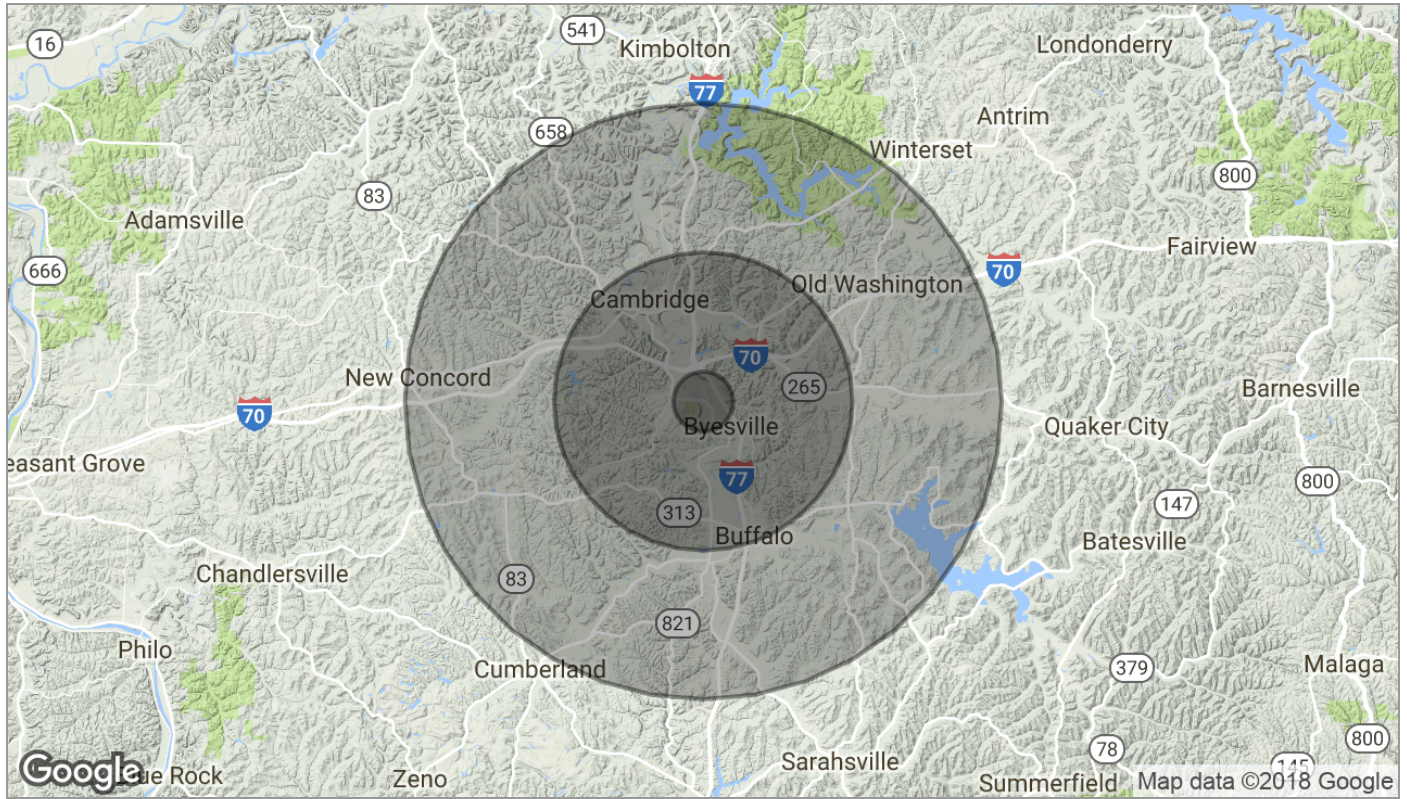 541
16
Kimbolton
Londonderry
77
Antrim
658
Winterset
800
83
Adamsville
Fairview
666
70
Old Washington
Cambridge
70
New Concord
265
Barnesville
70
Byesville
Quaker City
easant Grove
77
800
147
313
Buffalo
Batesville
Chandlersville
83
821
Philo
Cumberland
379
Malaga
800
78
Sarahsville
145
Google
lue Rock
Zeno
Summerfield
Map data ©2018 Google